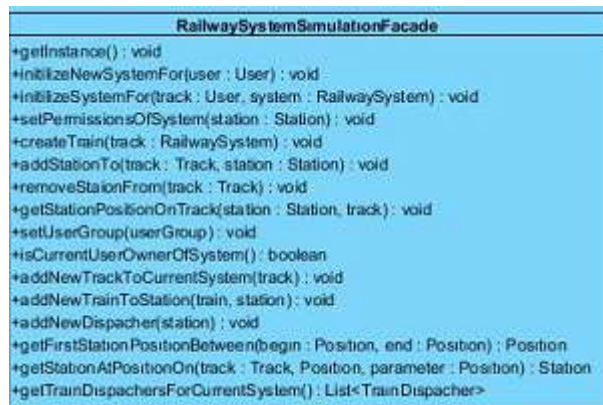 RailwaySystemSimulationFacade
+getInstance() : void
+initilizeNewSystemFor(user : User) : void
+initilizeSystemFor(track : User, system : RailwaySystem) : void
+setPermissionsOfSystem(station : Station) : void
+createTrain(track : RailwaySystem) : void
+addStationTo(track : Track, station : Station) : void
+removeStaionFrom(track : Track) : void
+getStationPositionOnTrack(station : Station, track) : void
+setUserGroup(userGroup) : void
+isCurrentUserOwnerOfSystem() : boolean
+addNewTrackToCurrentSystem(track) : void
+addNewTrainToStation(train, station) : void
+addNewDispacher(station) : void
+getFirstStationPositionBetween(begin : Position, end : Position) : Position
+getStationAtPositionOn(track : Track, Position, parameter : Position) : Station
+getTrainDispachersForCurrentSystem() : List<TrainDispacher>